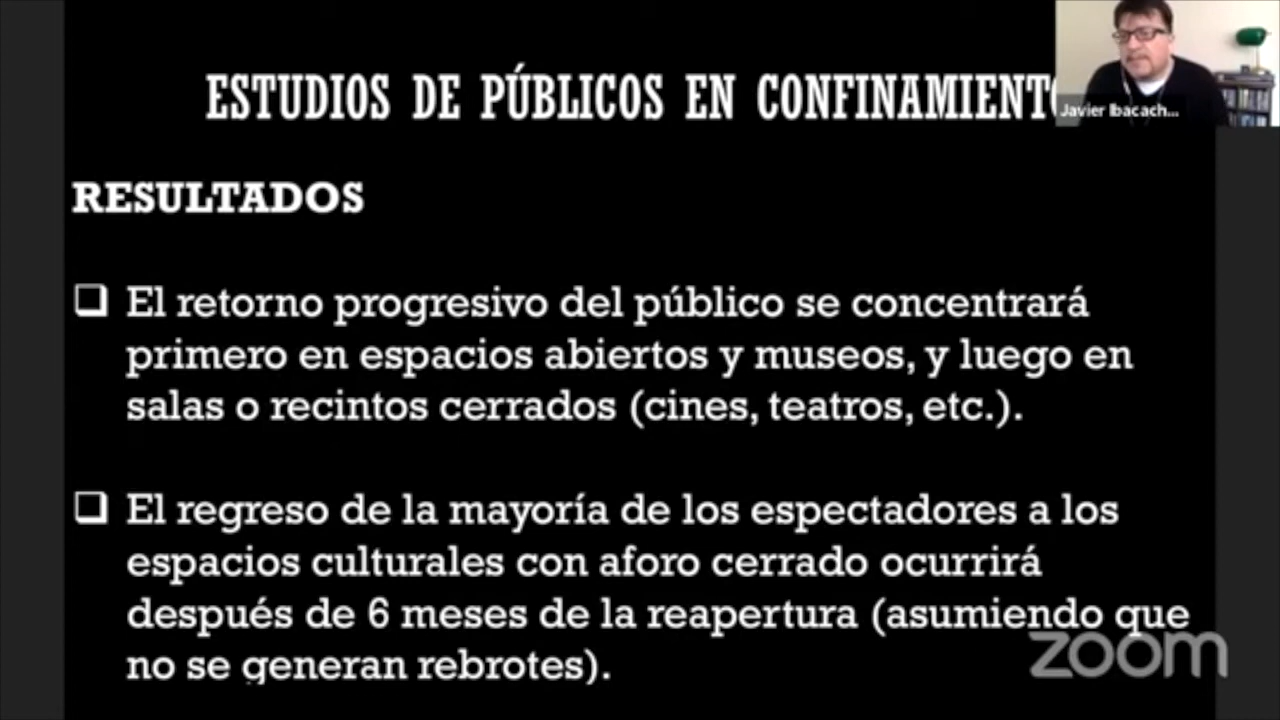 ESTUDIOS DE PÚBLICOS EN CONFINAMIENTO
Javier Ibacach...
RESULTADOS
❑ El retorno progresivo del público se concentrará
primero en espacios abiertos y museos, y luego en
salas o recintos cerrados (cines, teatros, etc.).
❑ El regreso de la mayoría de los espectadores a los
espacios culturales con aforo cerrado ocurrirá
después de 6 meses de la reapertura (asumiendo que
no se generan rebrotes).
zoom